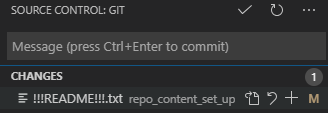 SOURCE CONTROL: GIT
Message (press Ctrl+Enter to commit)
CHANGES 1
!!!README!!!.txt repo_content_set_up M